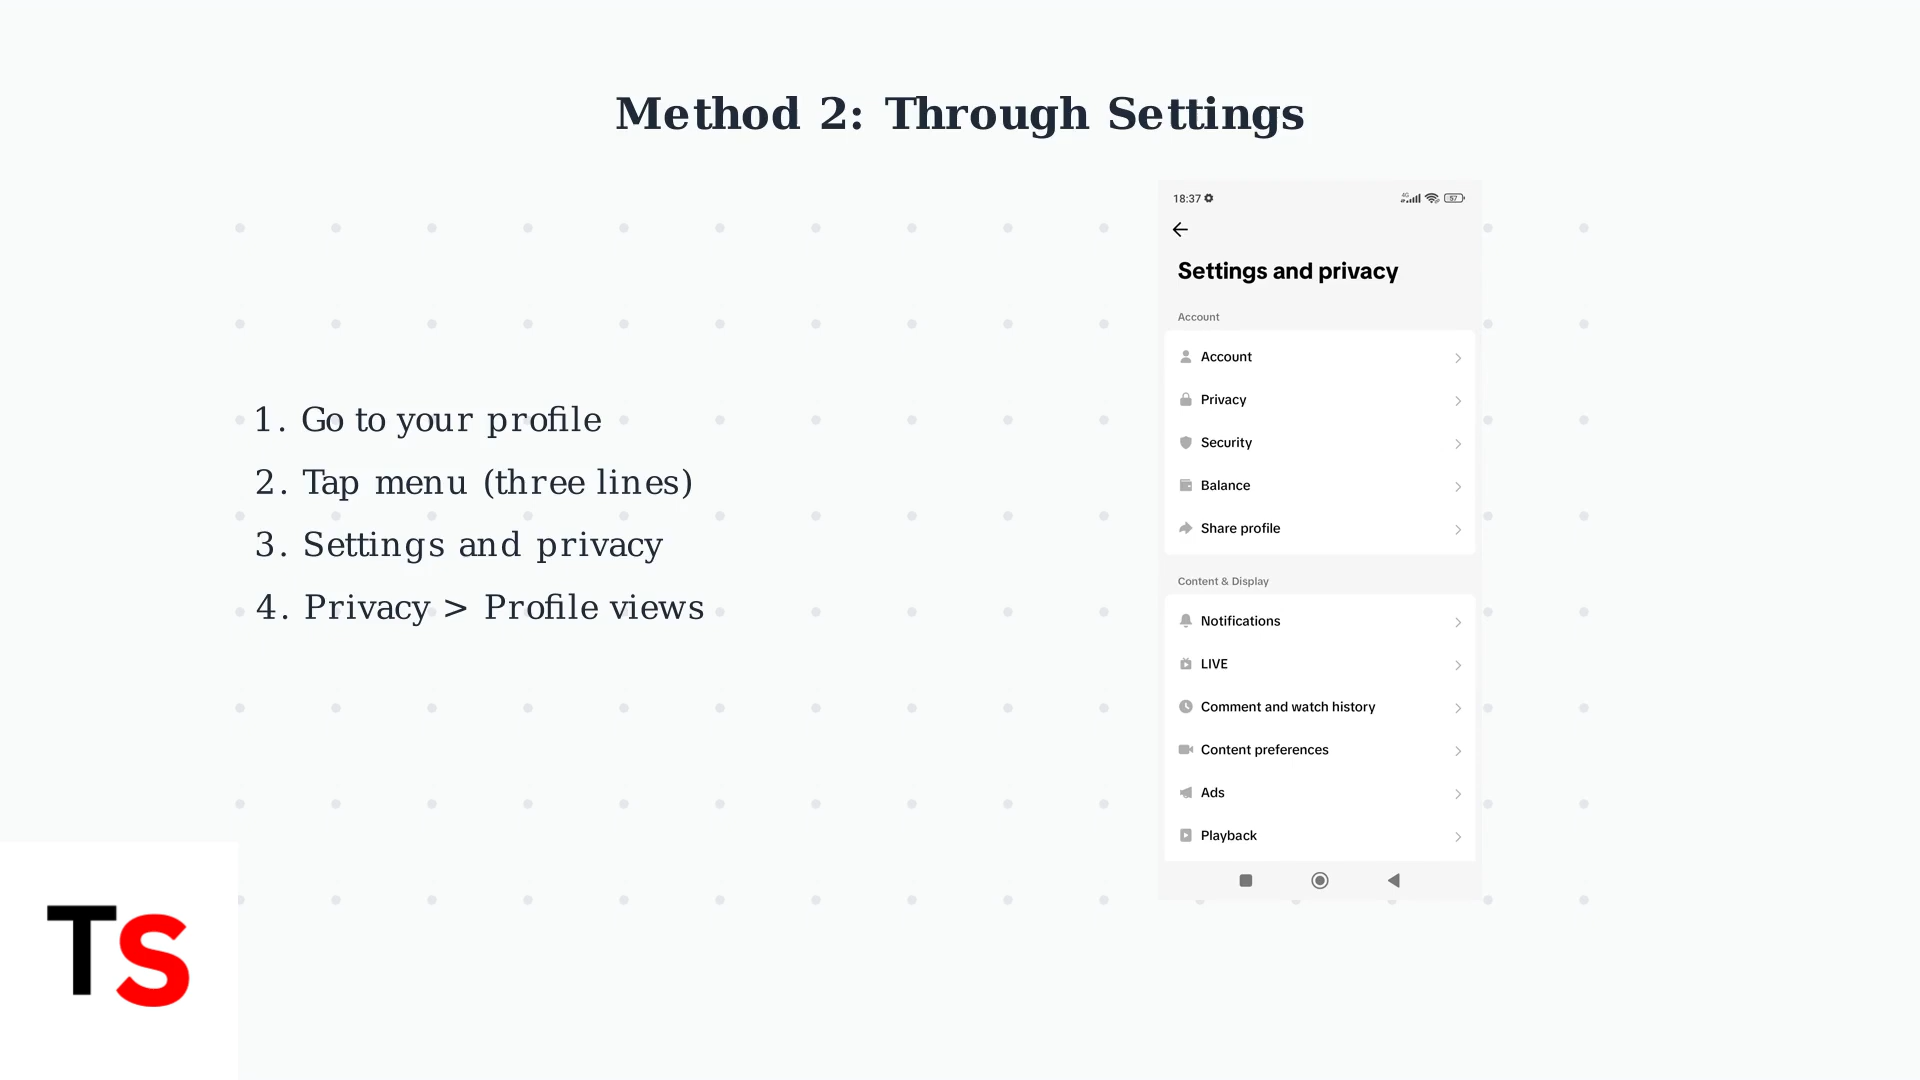 Method 2: Through Settings
1. Go to your profile
2. Tap menu (three lines)
3. Settings and privacy
4. Privacy > Profile views
18:37
4G
57
Settings and privacy
Account
Account
Privacy
Security
Balance
Share profile
Content & Display
Notifications
LIVE
Comment and watch history
Content preferences
Ads
Playback
TS